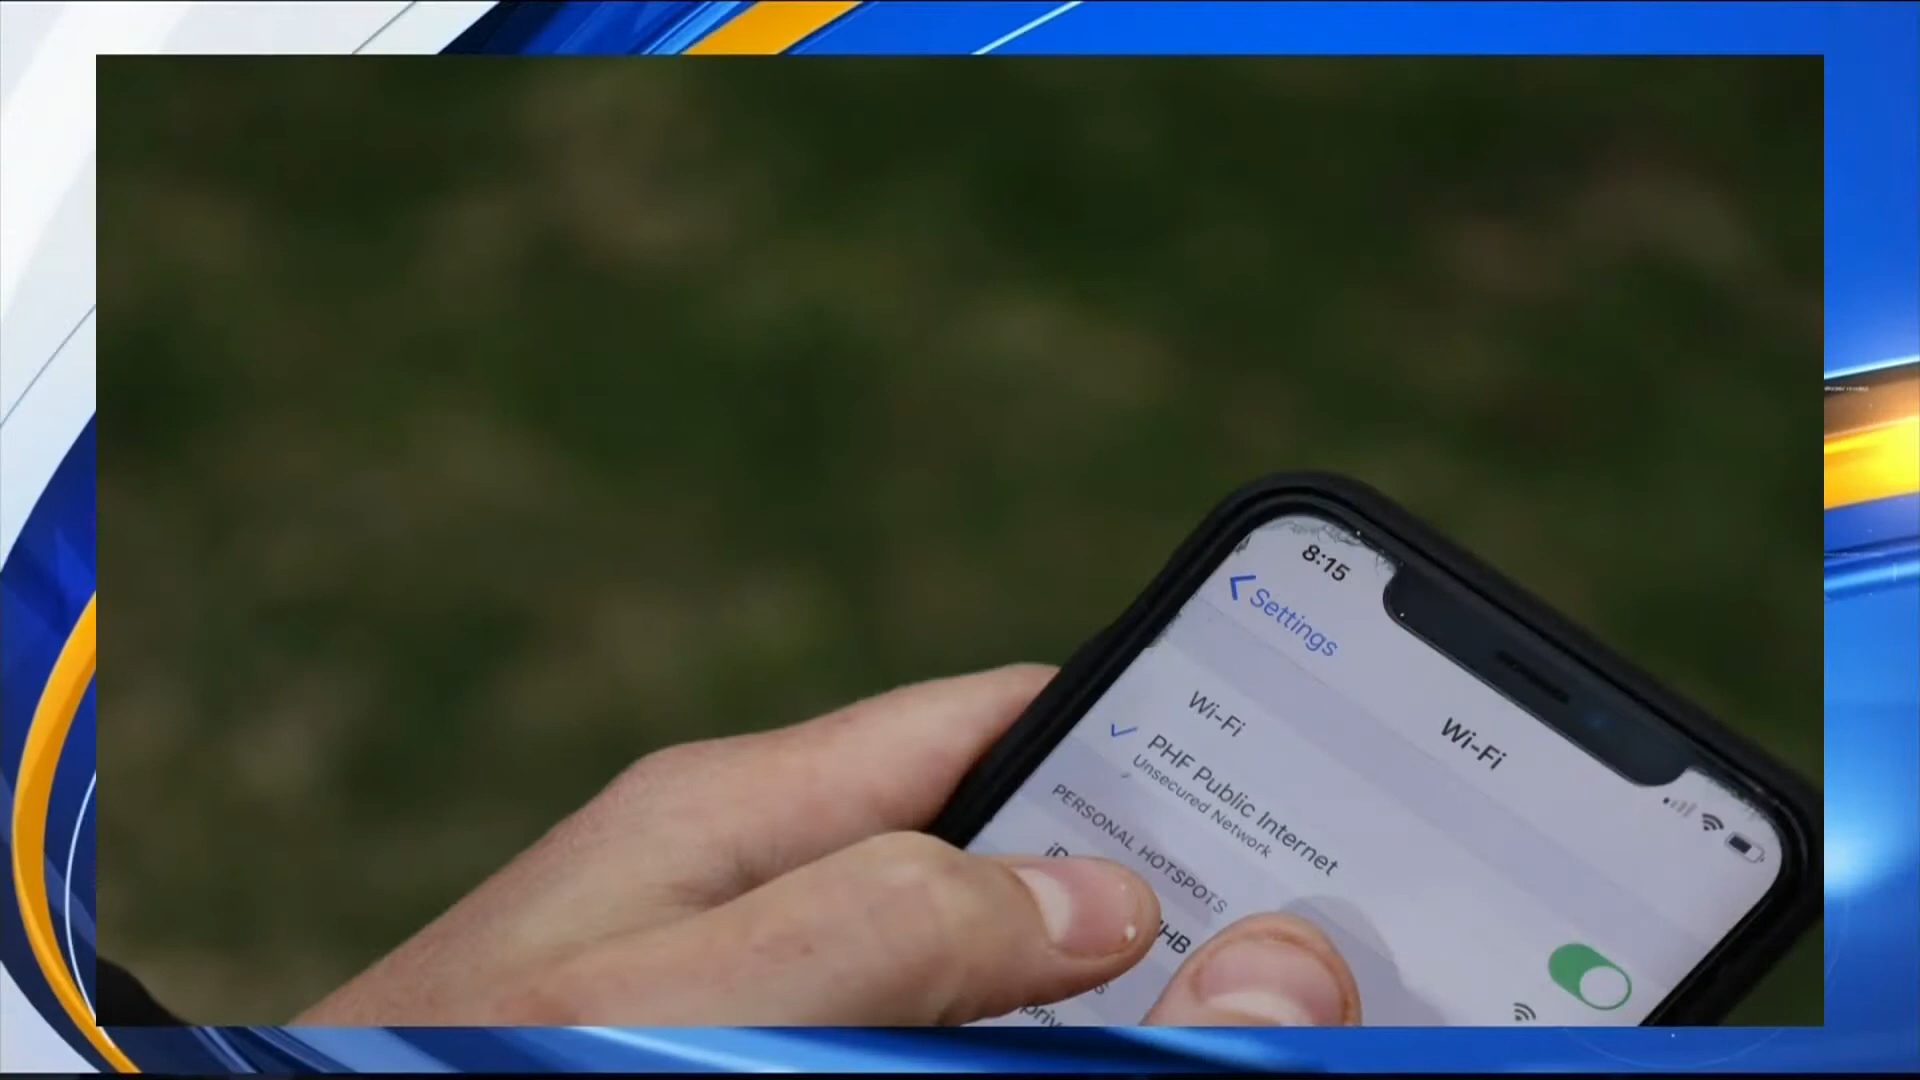 8:15
Settings
Wi-Fi
Wi-Fi
PHF Public Internet
Unsecured Network
PERSONAL HOTSPOTS